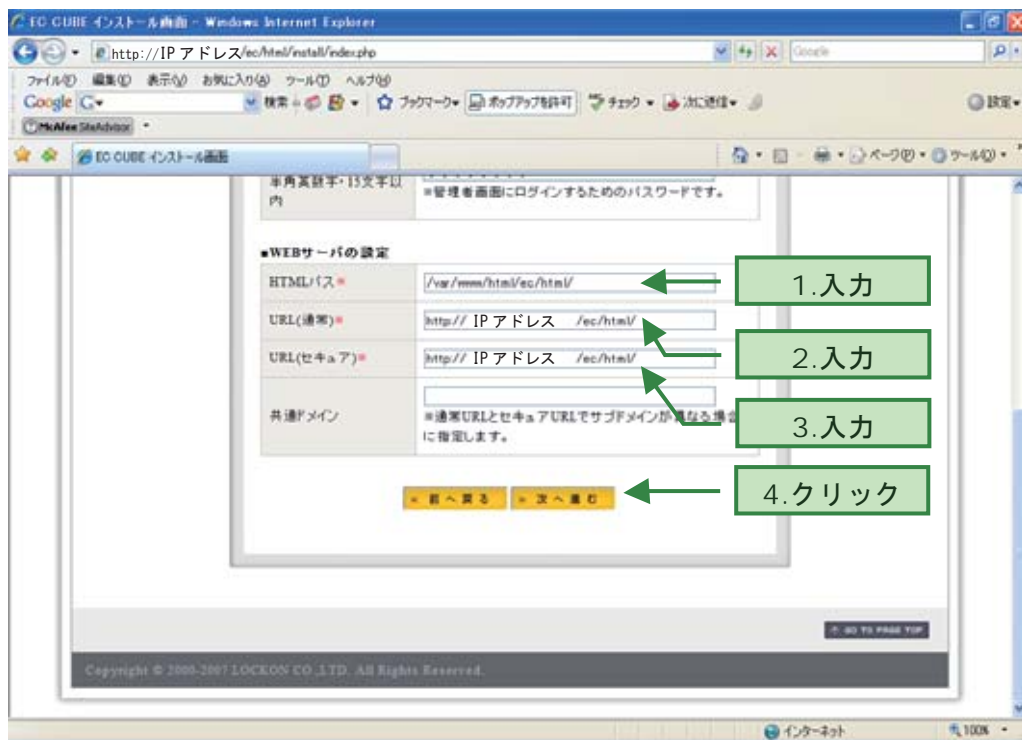 EC CUBE インストール画面 - Windows Internet Explorer
http://IP アドレス/ec/html/install/index.php
Google
ファイル(F) 編集(E) 表示(V) お気に入り(A) ツール(T) ヘルプ(H)
Google G 検索 ブックマーク ポップアップを許可 チェック 次に送信 設定
McAfee SiteAdvisor
EC CUBE インストール画面 ページ(P) ツール(O)
半角英数字・15文字以
内
※管理者画面にログインするためのパスワードです。
■WEBサーバの設定
HTMLパス※ /var/www/html/ec/html/ 1.入力
URL(通常)※ http:// IP アドレス /ec/html/
URL(セキュア)※ http:// IP アドレス /ec/html/ 2.入力
共通ドメイン
※通常URLとセキュアURLでサブドメインが異なる場合
に指定します。
3.入力
前へ戻る 次へ進む 4.クリック
GO TO PAGE TOP
Copyright © 2000-2007 LOCKON CO.,LTD. All Rights Reserved.
インターネット 100%